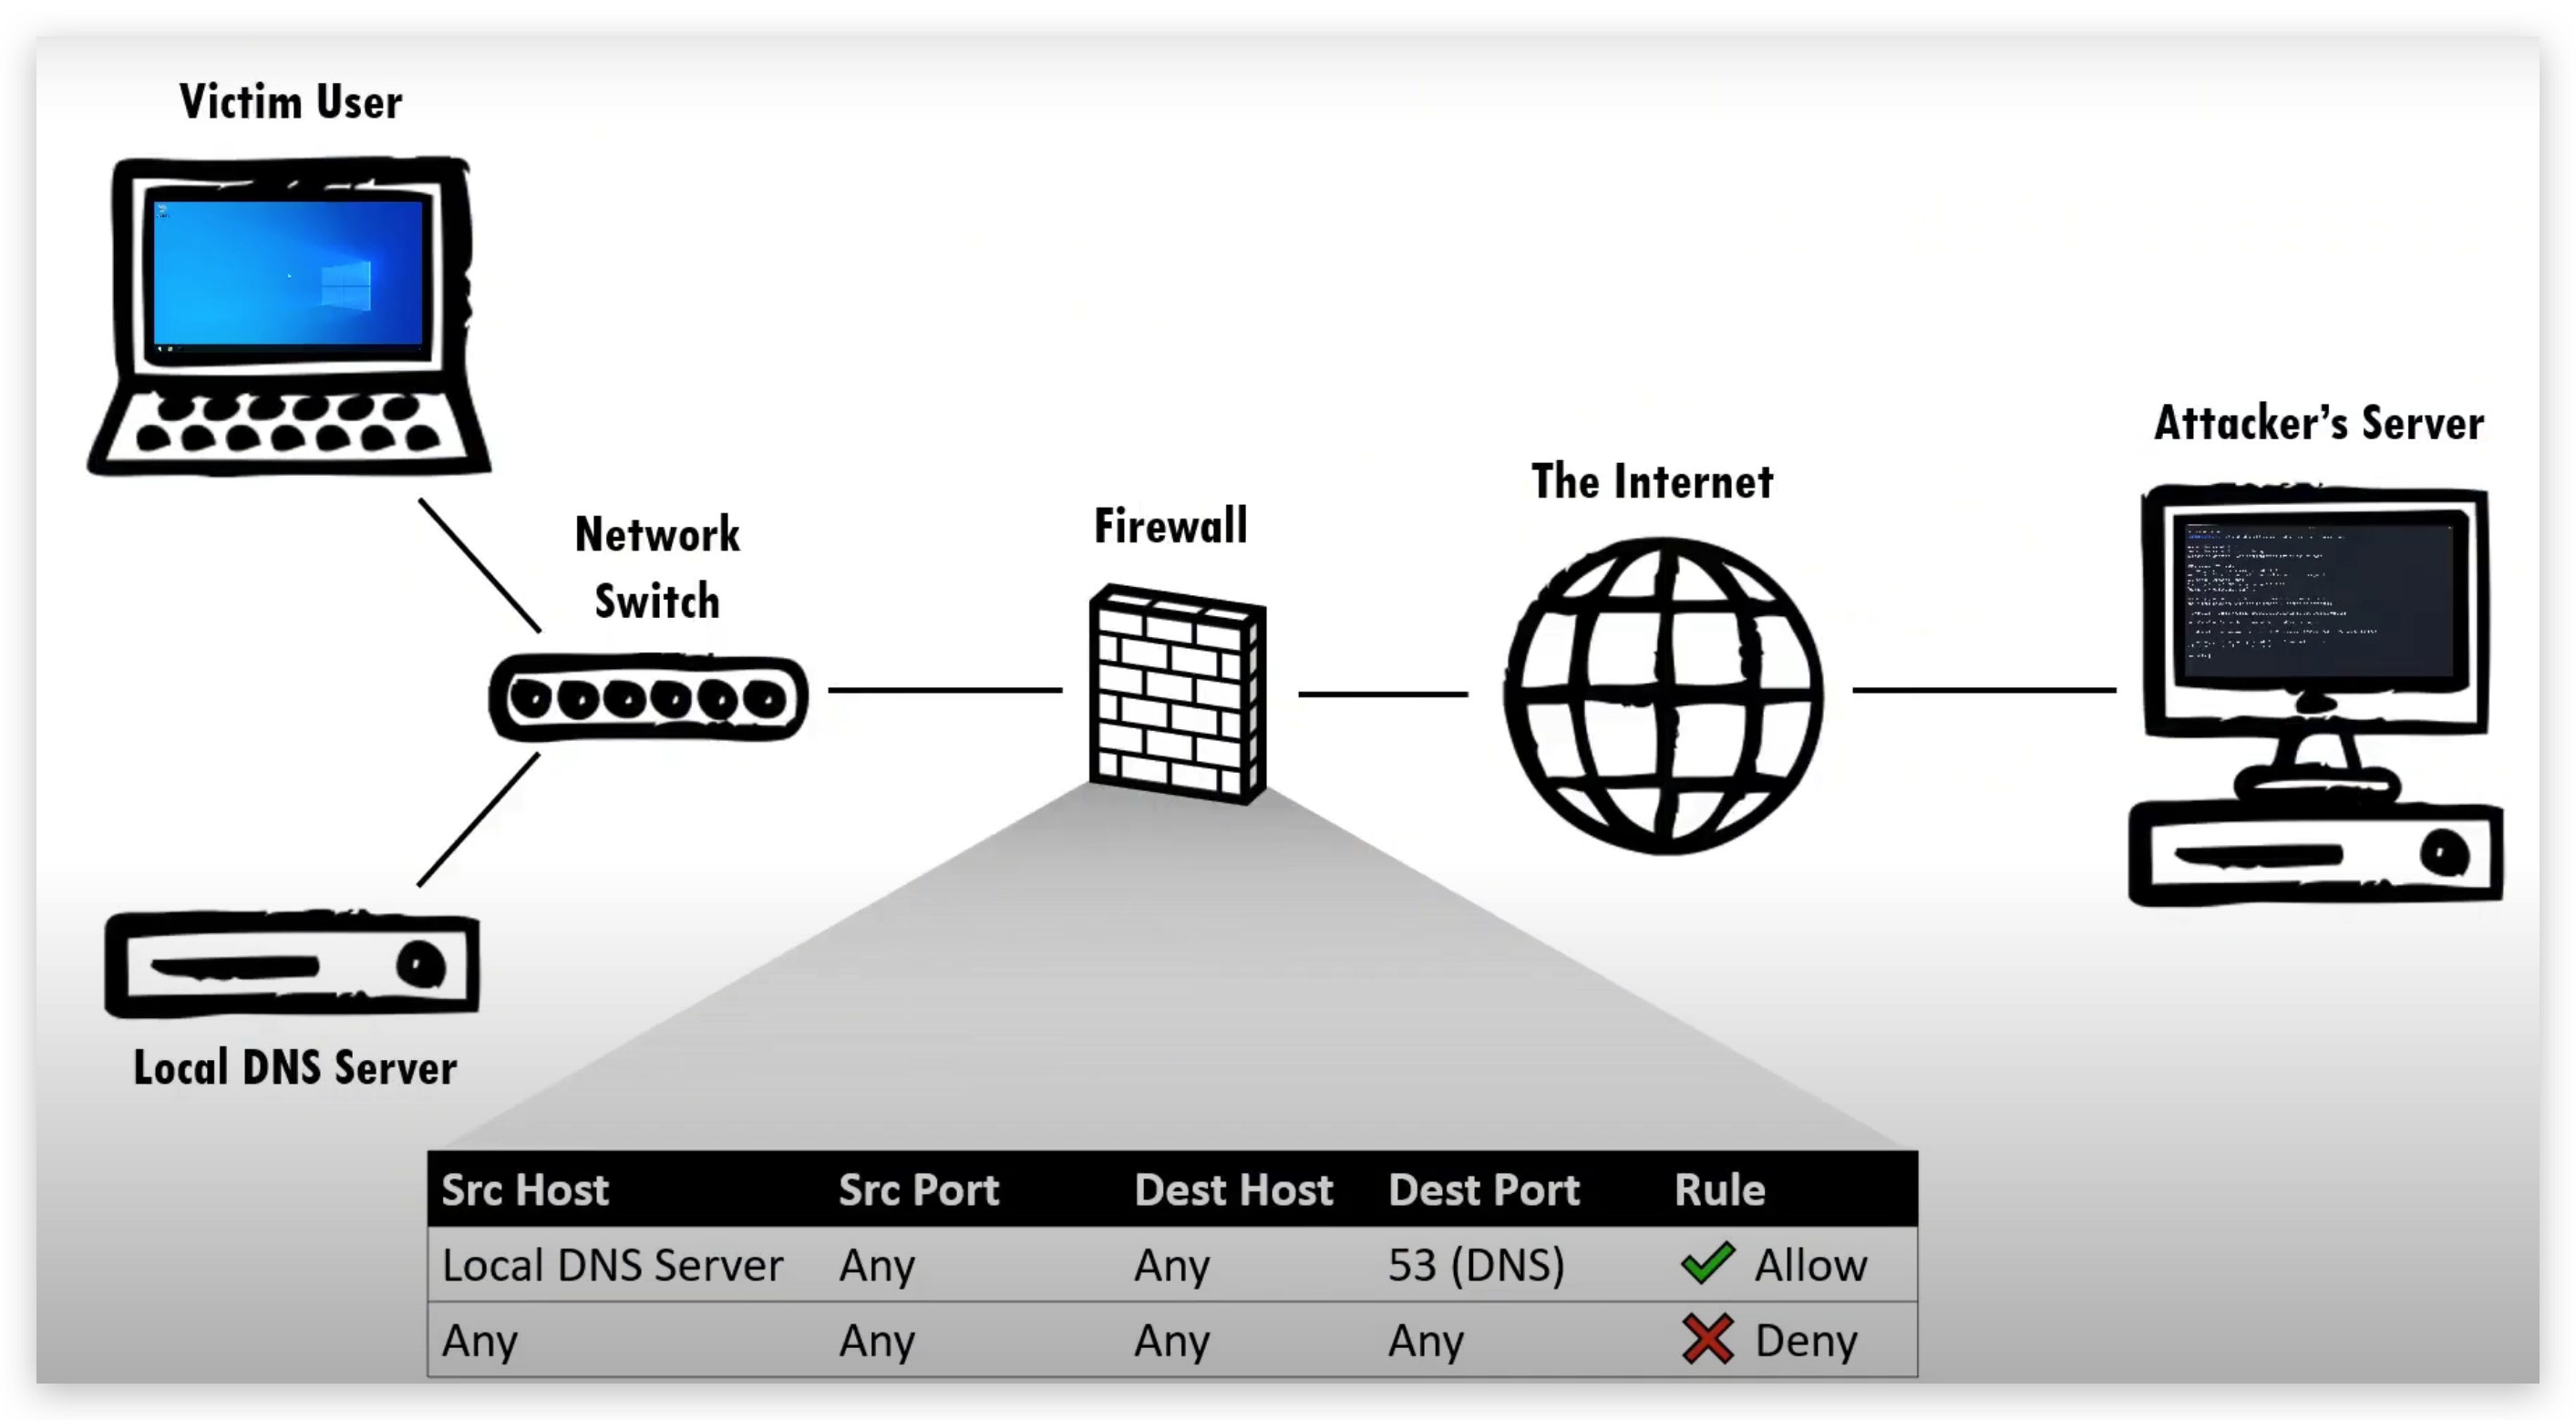 Victim User
Network
Switch
Firewall
The Internet
Attacker’s Server
Local DNS Server
Src Host Src Port Dest Host Dest Port Rule
Local DNS Server Any Any 53 (DNS) Allow
Any Any Any Any Deny